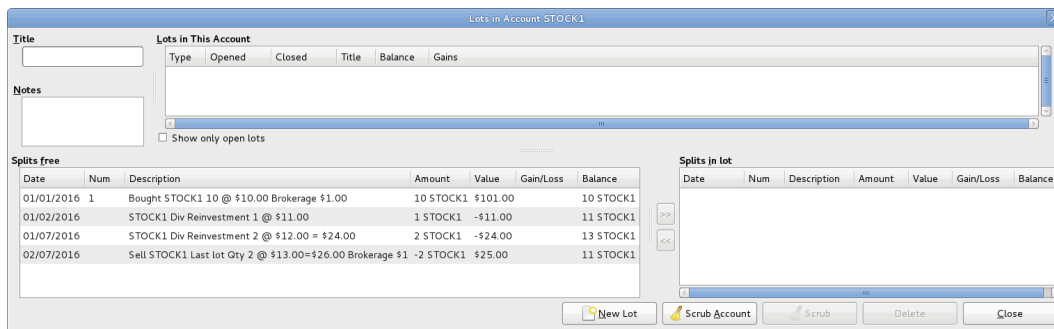 Lots in Account STOCK1
Title
Lots in This Account
Type Opened Closed Title Balance Gains
Notes
Show only open lots
Splits free
Date Num Description Amount Value Gain/Loss Balance
01/01/2016 1 Bought STOCK1 10 @ $10.00 Brokerage $1.00 10 STOCK1 $101.00 10 STOCK1
01/02/2016 STOCK1 Div Reinvestment 1 @ $11.00 1 STOCK1 -$11.00 11 STOCK1
01/07/2016 STOCK1 Div Reinvestment 2 @ $12.00 = $24.00 2 STOCK1 -$24.00 13 STOCK1
02/07/2016 Sell STOCK1 Last lot Qty 2 @ $13.00=$26.00 Brokerage $1 -2 STOCK1 $25.00 11 STOCK1
>>
<<
Splits in lot
Date Num Description Amount Value Gain/Loss Balance
New Lot Scrub Account Scrub Delete Close